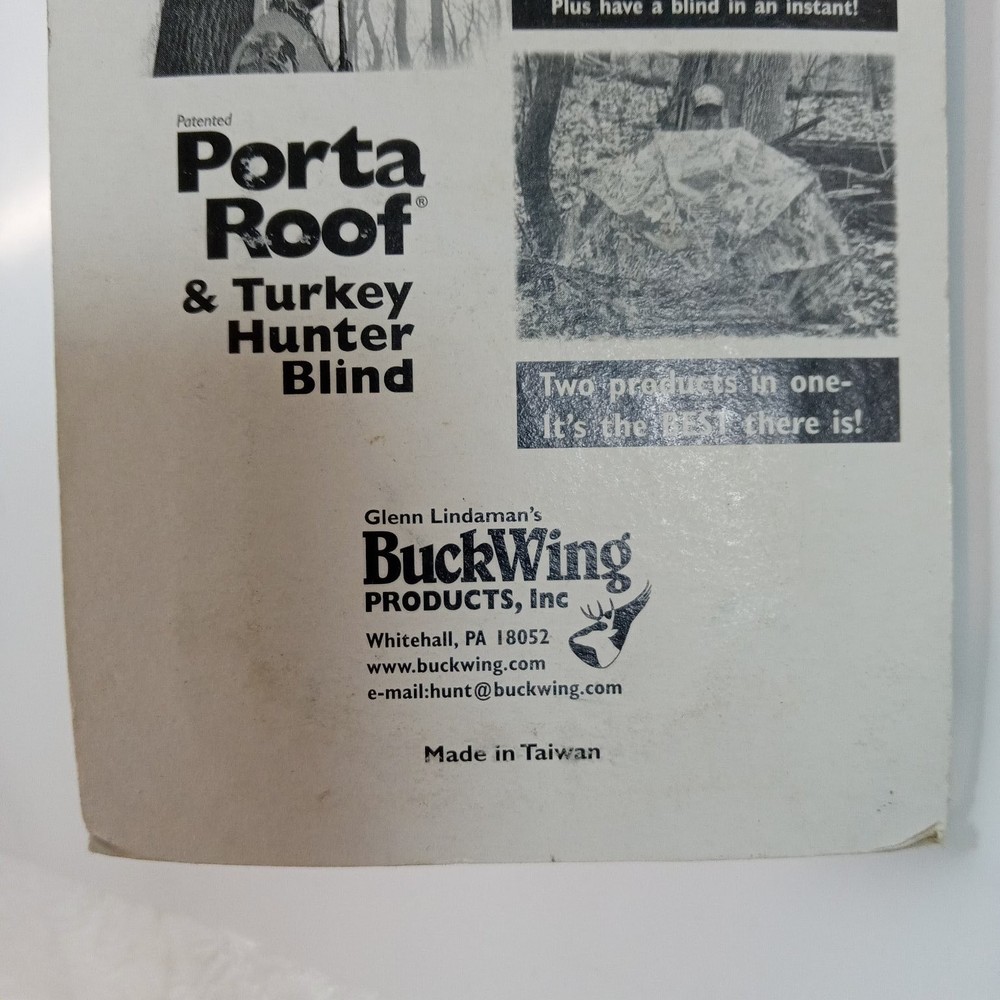 Plus have a blind in an instant!
Patented
Porta
Roof®
& Turkey
Hunter
Blind
Two products in one-
It's the BEST there is!
Glenn Lindaman's
BuckWing
PRODUCTS, Inc
Whitehall, PA 18052
www.buckwing.com
e-mail:hunt@buckwing.com
Made in Taiwan